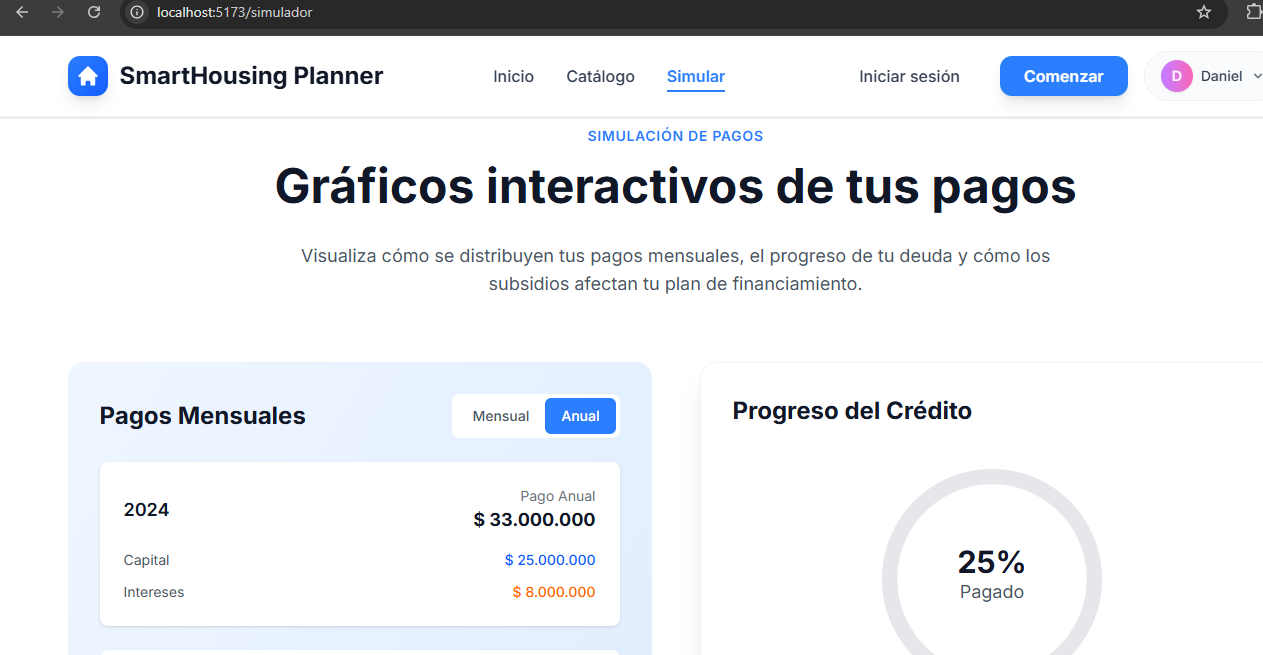 localhost:5173/simulador
SmartHousing Planner
Inicio
Catálogo
Simular
Iniciar sesión
Comenzar
D
Daniel
SIMULACIÓN DE PAGOS
Gráficos interactivos de tus pagos
Visualiza cómo se distribuyen tus pagos mensuales, el progreso de tu deuda y cómo los
subsidios afectan tu plan de financiamiento.
Pagos Mensuales
Mensual
Anual
2024
Pago Anual
$ 33.000.000
Capital
$ 25.000.000
Intereses
$ 8.000.000
Progreso del Crédito
25%
Pagado